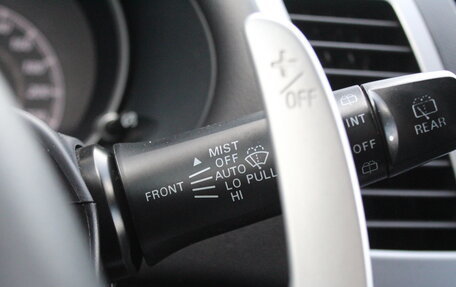 +
OFF
MIST
OFF
AUTO
LO PULL
HI
FRONT
INT
OFF
REAR